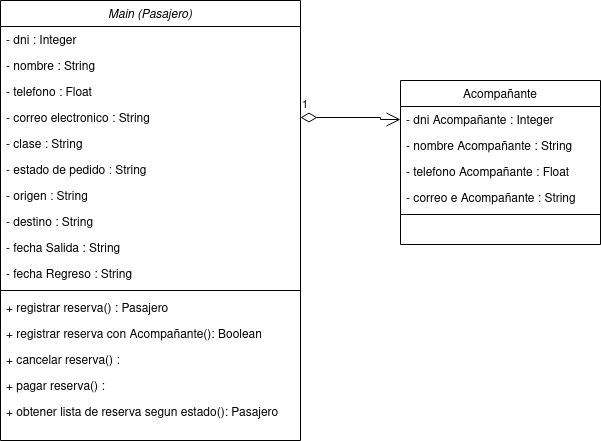 Main (Pasajero)
- dni : Integer
- nombre : String
- telefono : Float
- correo electronico : String
- clase : String
- estado de pedido : String
- origen : String
- destino : String
- fecha Salida : String
- fecha Regreso : String
+ registrar reserva() : Pasajero
+ registrar reserva con Acompañante(): Boolean
+ cancelar reserva() :
+ pagar reserva() :
+ obtener lista de reserva segun estado(): Pasajero
1
Acompañante
- dni Acompañante : Integer
- nombre Acompañante : String
- telefono Acompañante : Float
- correo e Acompañante : String